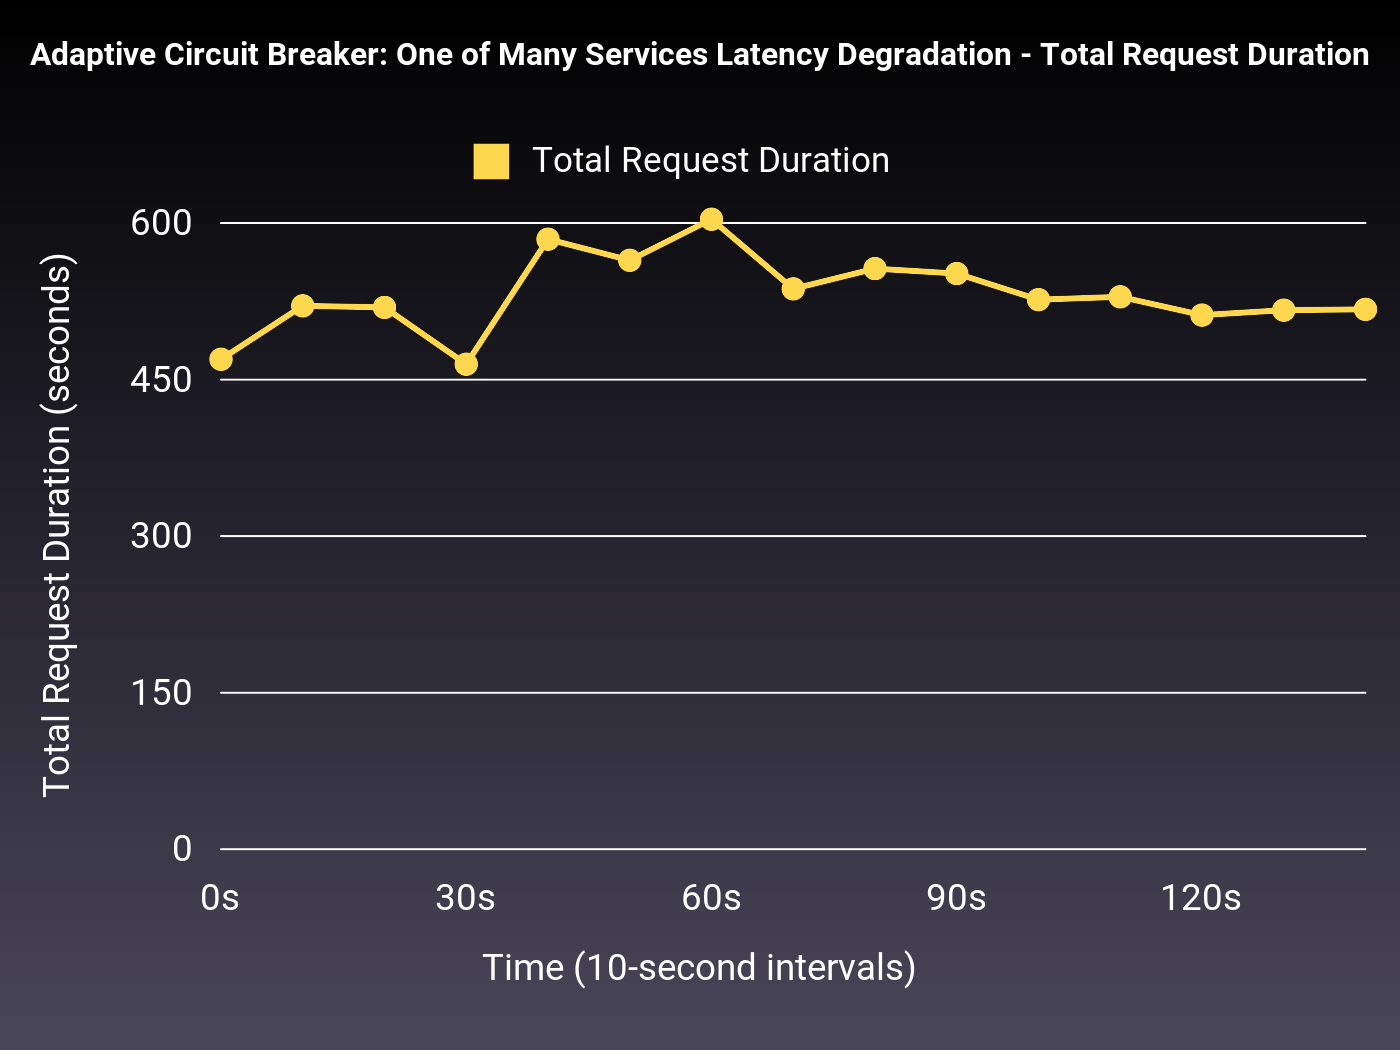 Adaptive Circuit Breaker: One of Many Services Latency Degradation - Total Request Duration
Total Request Duration
600
450
300
150
0
Total Request Duration (seconds)
0s 30s 60s 90s 120s
Time (10-second intervals)